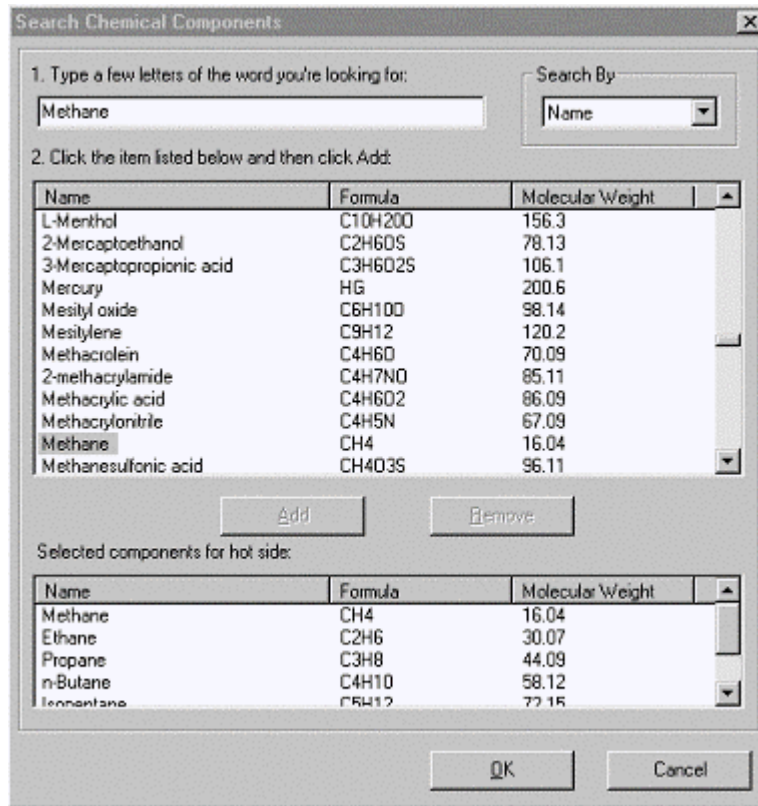 Search Chemical Components
1. Type a few letters of the word you're looking for:
Search By
Methane
Name
2. Click the item listed below and then click Add:
Name Formula Molecular Weight
L-Menthol C10H20O 156.3
2-Mercaptoethanol C2H6OS 78.13
3-Mercaptopropionic acid C3H6O2S 106.1
Mercury HG 200.6
Mesityl oxide C6H10O 98.14
Mesitylene C9H12 120.2
Methacrolein C4H6O 70.09
2-methacrylamide C4H7NO 85.11
Methacrylic acid C4H6O2 86.09
Methacrylonitrile C4H5N 67.09
Methane CH4 16.04
Methanesulfonic acid CH4O3S 96.11
Add Remove
Selected components for hot side:
Name Formula Molecular Weight
Methane CH4 16.04
Ethane C2H6 30.07
Propane C3H8 44.09
n-Butane C4H10 58.12
Isopentane C5H12 72.15
OK Cancel